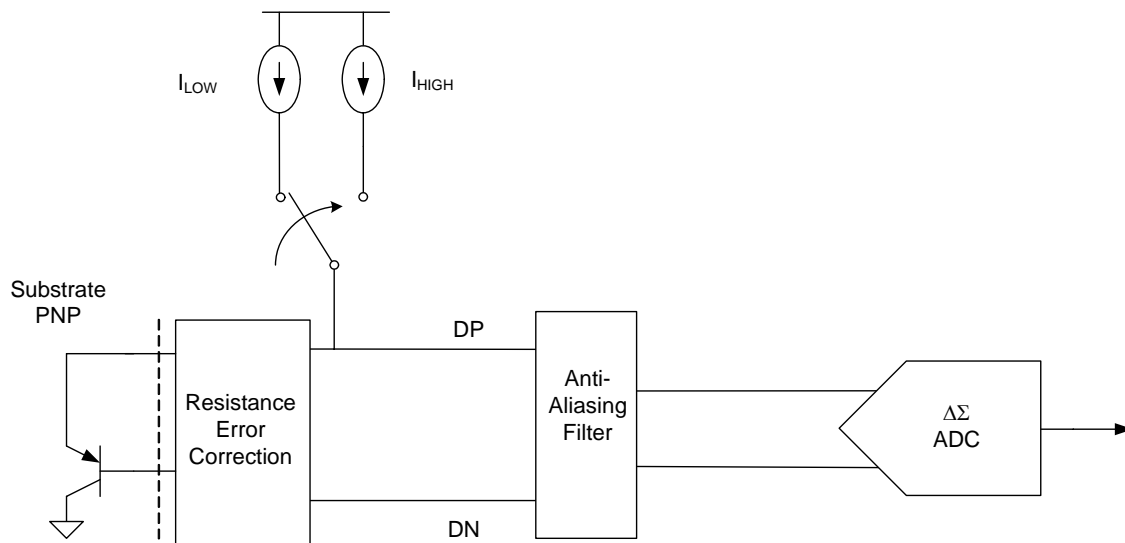 I_LOW
I_HIGH
Substrate
PNP
DP
Resistance
Error
Correction
Anti-
Aliasing
Filter
ΔΣ
ADC
DN